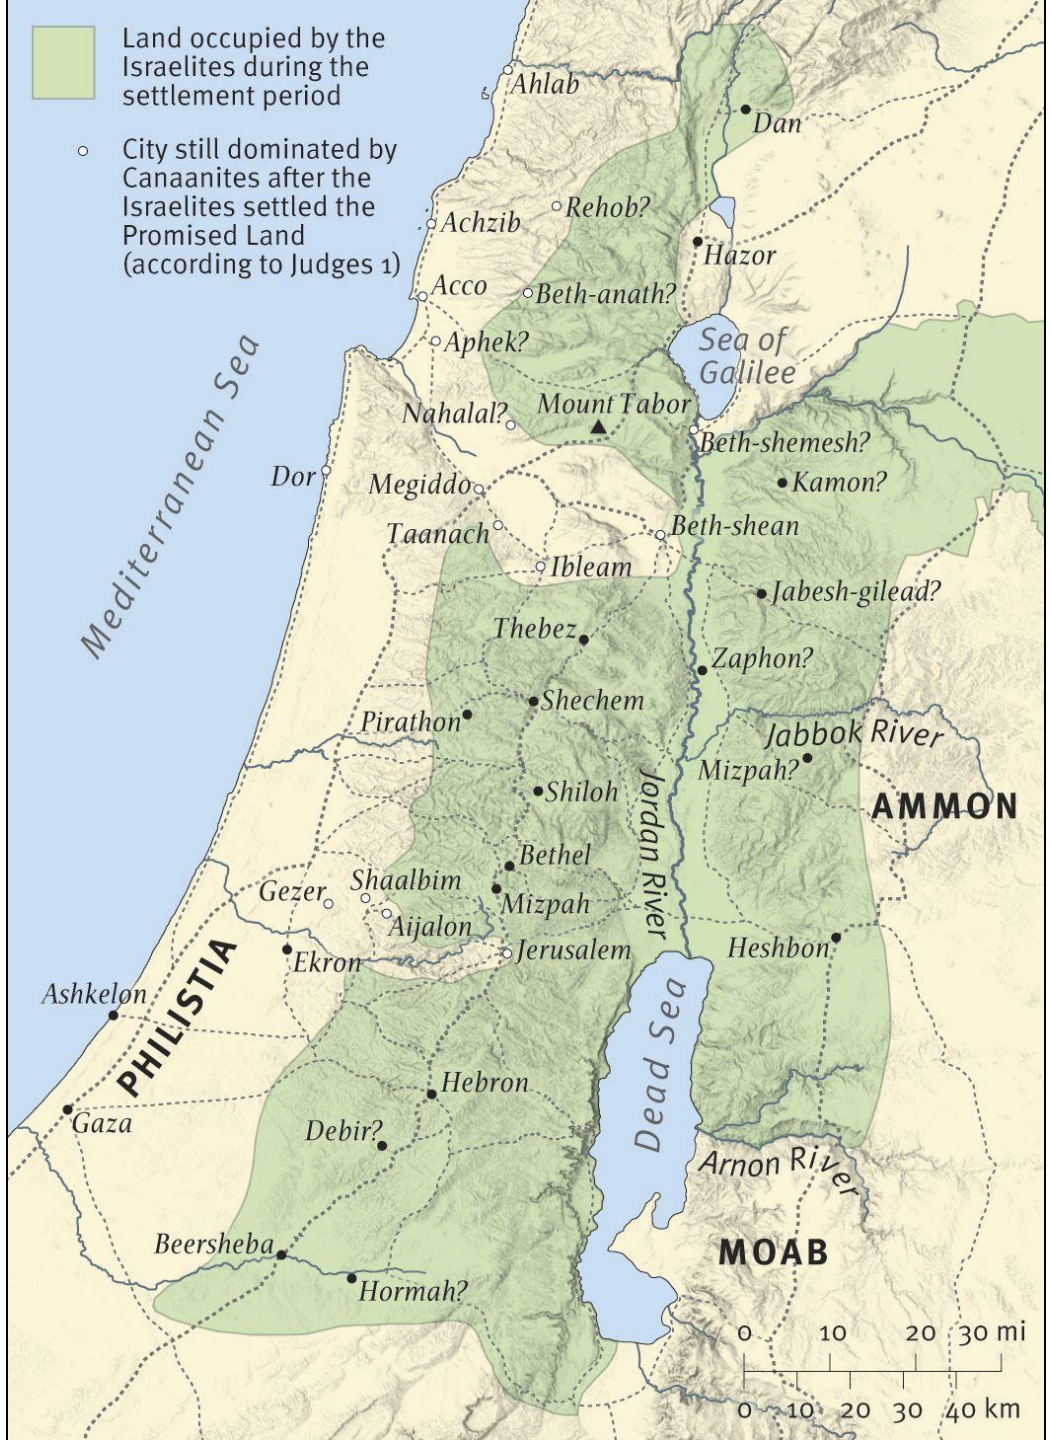 Land occupied by the
Israelites during the
settlement period
City still dominated by
Canaanites after the
Israelites settled the
Promised Land
(according to Judges 1)
Ahlab
Dan
Rehob?
Achzib
Hazor
Acco
Beth-anath?
Aphek?
Sea of
Galilee
Mediterranean Sea
Nahalal?
Mount Tabor
Beth-shemesh?
Dor
Megiddo
Kamon?
Taanach
Beth-shean
Ibleam
Jabesh-gilead?
Thebez
Zaphon?
Shechem
Pirathon
Jabbok River
Mizpah?
Shiloh
Jordan River
AMMON
Bethel
Shaalbim
Gezer
Mizpah
Aijalon
Jerusalem
Heshbon
Ekron
PHILISTIA
Ashkelon
Dead Sea
Hebron
Gaza
Debir?
Arnon River
Beersheba
MOAB
Hormah?
0 10 20 30 mi
0 10 20 30 40 km